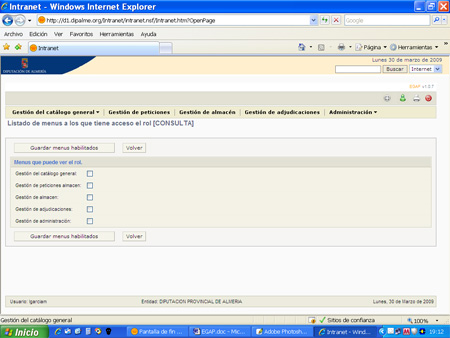 Intranet - Windows Internet Explorer
http://d1.dipalme.org/Intranet/intranet.nsf/intranet.htm?OpenPage
Google
Archivo Edición Ver Favoritos Herramientas Ayuda
Intranet
Página Herramientas
Lunes 30 de marzo de 2009
DIPUTACIÓN DE ALMERÍA
Buscar Internet
EGAP v1.0.1
Gestión del catálogo general Gestión de peticiones Gestión de almacén Gestión de adjudicaciones Administración
Listado de menus a los que tiene acceso el rol [CONSULTA]
Guardar menus habilitados Volver
Menus que puede ver el rol.
Gestión del catálogo general:
Gestión de peticiones almacen:
Gestión de almacen:
Gestión de adjudicaciones:
Gestión de administración:
Guardar menus habilitados Volver
Usuario: igarciam Entidad: DIPUTACION PROVINCIAL DE ALMERIA Lunes, 30 de Marzo de 2009
Gestión del catálogo general Sitios de confianza 100%
Inicio Pantalla de fin ... EGAP.doc - Mic... Adobe Photosh... Intranet - Wind... 19:12